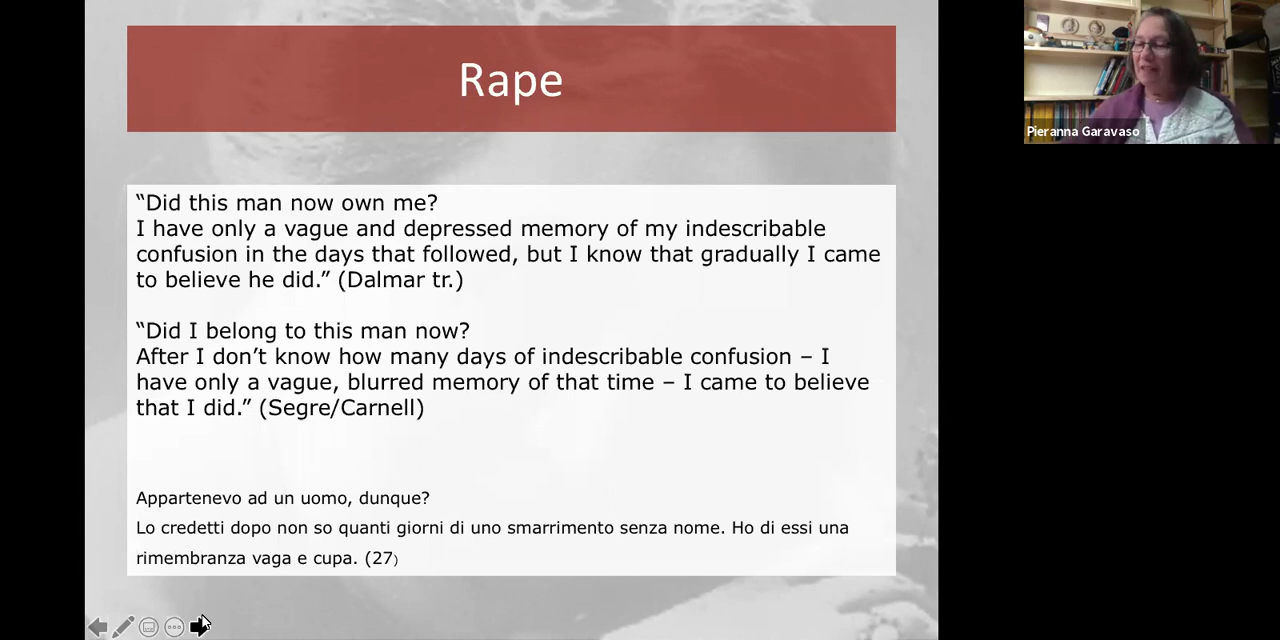 Rape
“Did this man now own me?
I have only a vague and depressed memory of my indescribable
confusion in the days that followed, but I know that gradually I came
to believe he did.” (Dalmar tr.)
“Did I belong to this man now?
After I don’t know how many days of indescribable confusion – I
have only a vague, blurred memory of that time – I came to believe
that I did.” (Segre/Carnell)
Appartenevo ad un uomo, dunque?
Lo credetti dopo non so quanti giorni di uno smarrimento senza nome. Ho di essi una
rimembranza vaga e cupa. (27)
Pieranna Garavaso